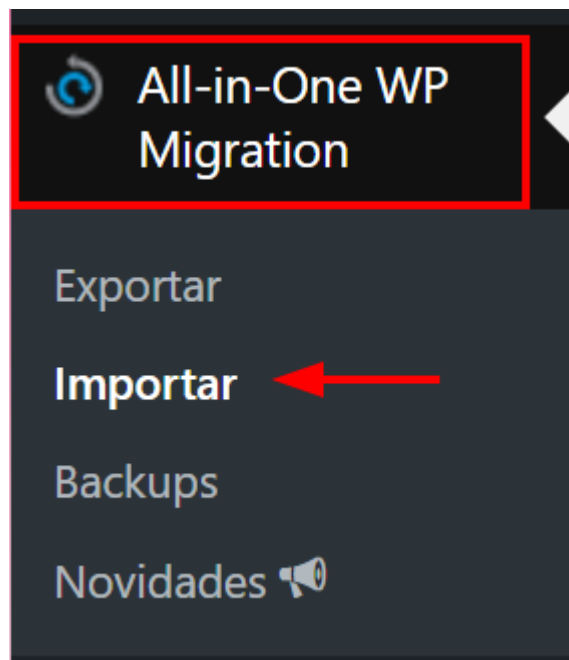 All-in-One WP
Migration
Exportar
Importar
Backups
Novidades